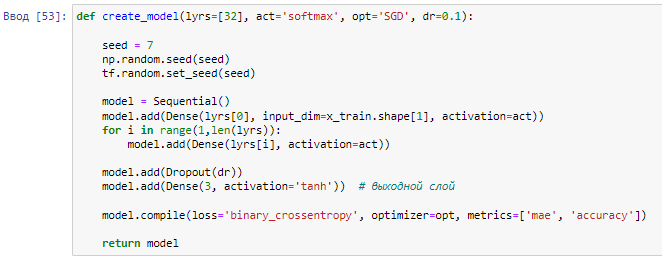 Ввод [53]: def create_model(lyrs=[32], act='softmax', opt='SGD', dr=0.1):
seed = 7
np.random.seed(seed)
tf.random.set_seed(seed)
model = Sequential()
model.add(Dense(lyrs[0], input_dim=x_train.shape[1], activation=act))
for i in range(1,len(lyrs)):
model.add(Dense(lyrs[i], activation=act))
model.add(Dropout(dr))
model.add(Dense(3, activation='tanh'))  # выходной слой
model.compile(loss='binary_crossentropy', optimizer=opt, metrics=['mae', 'accuracy'])
return model